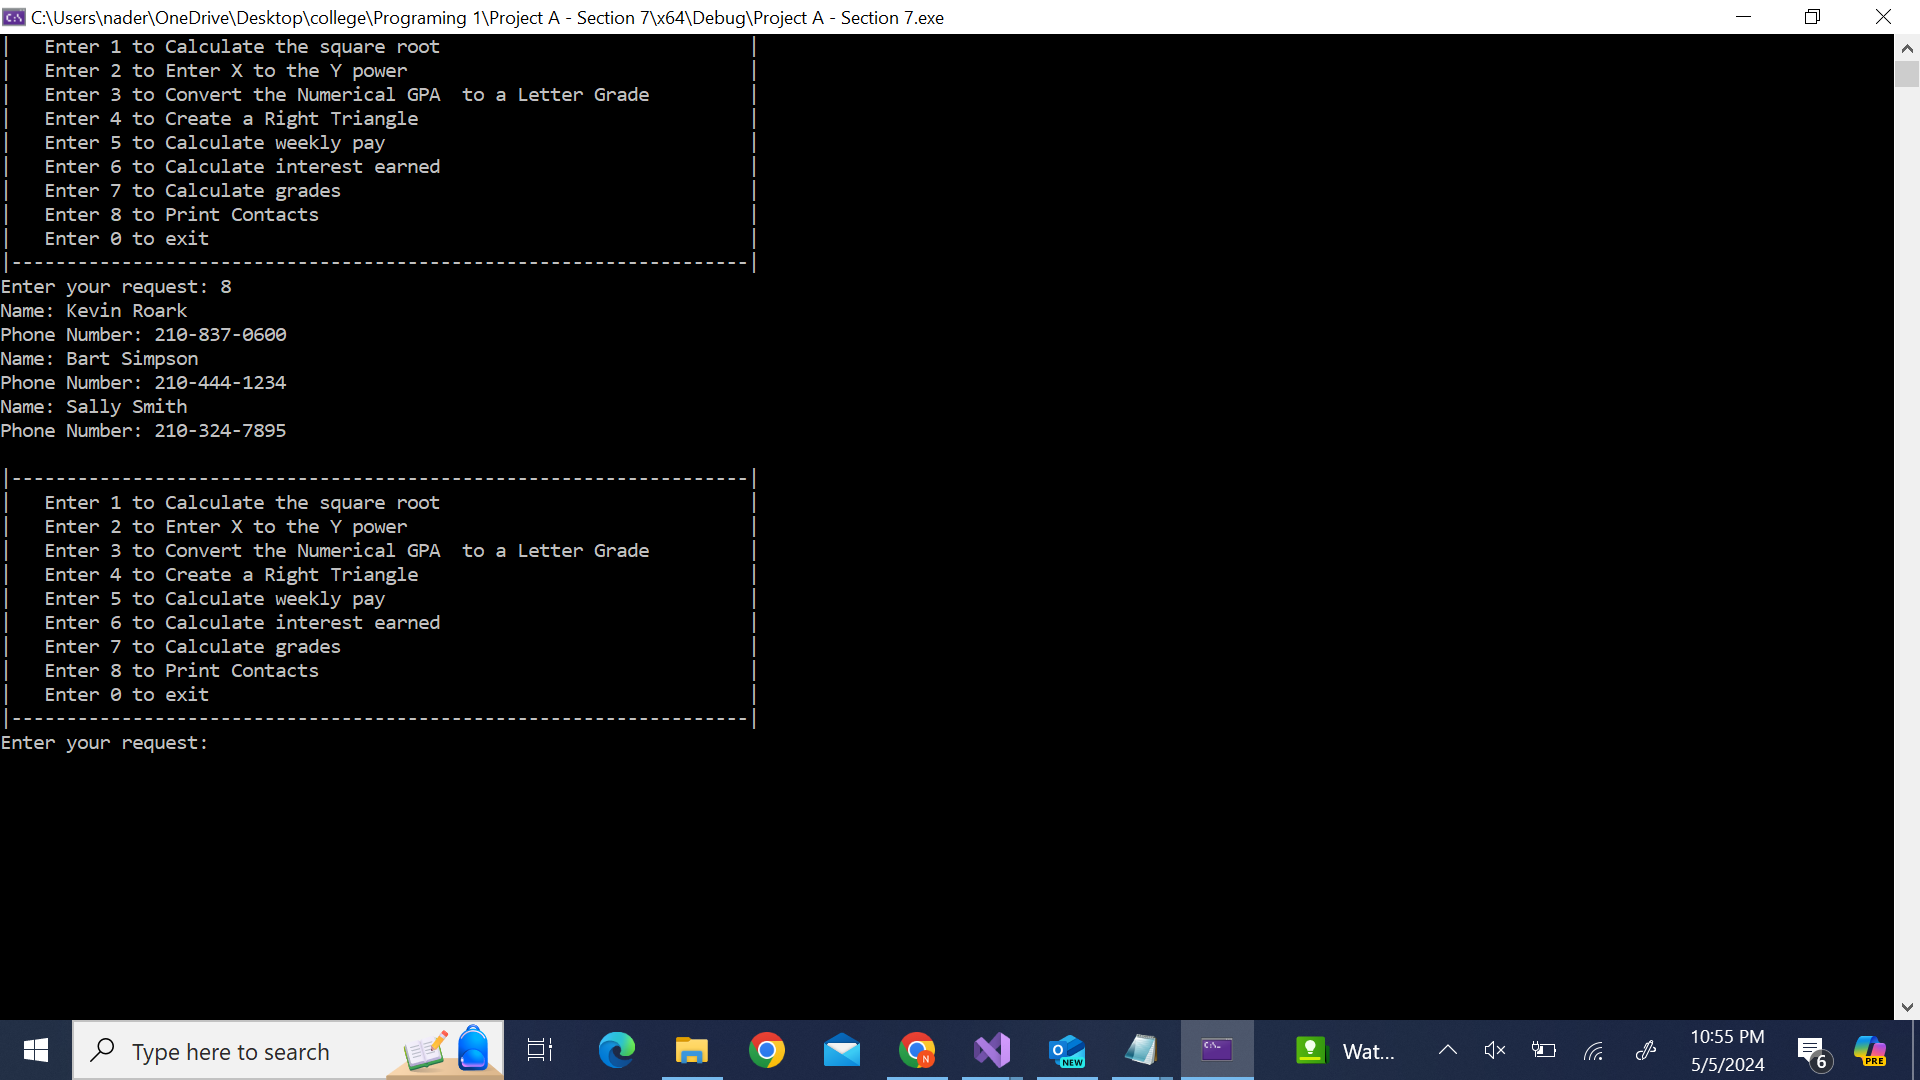 C:\Users\nader\OneDrive\Desktop\college\Programing 1\Project A - Section 7\x64\Debug\Project A - Section 7.exe
|   Enter 1 to Calculate the square root                            |
|   Enter 2 to Enter X to the Y power                               |
|   Enter 3 to Convert the Numerical GPA  to a Letter Grade         |
|   Enter 4 to Create a Right Triangle                              |
|   Enter 5 to Calculate weekly pay                                 |
|   Enter 6 to Calculate interest earned                            |
|   Enter 7 to Calculate grades                                     |
|   Enter 8 to Print Contacts                                       |
|   Enter 0 to exit                                                 |
|-------------------------------------------------------------------|
Enter your request: 8
Name: Kevin Roark
Phone Number: 210-837-0600
Name: Bart Simpson
Phone Number: 210-444-1234
Name: Sally Smith
Phone Number: 210-324-7895
|-------------------------------------------------------------------|
|   Enter 1 to Calculate the square root                            |
|   Enter 2 to Enter X to the Y power                               |
|   Enter 3 to Convert the Numerical GPA  to a Letter Grade         |
|   Enter 4 to Create a Right Triangle                              |
|   Enter 5 to Calculate weekly pay                                 |
|   Enter 6 to Calculate interest earned                            |
|   Enter 7 to Calculate grades                                     |
|   Enter 8 to Print Contacts                                       |
|   Enter 0 to exit                                                 |
|-------------------------------------------------------------------|
Enter your request:
Type here to search
NEW
Wat...
10:55 PM
5/5/2024
6
PRE